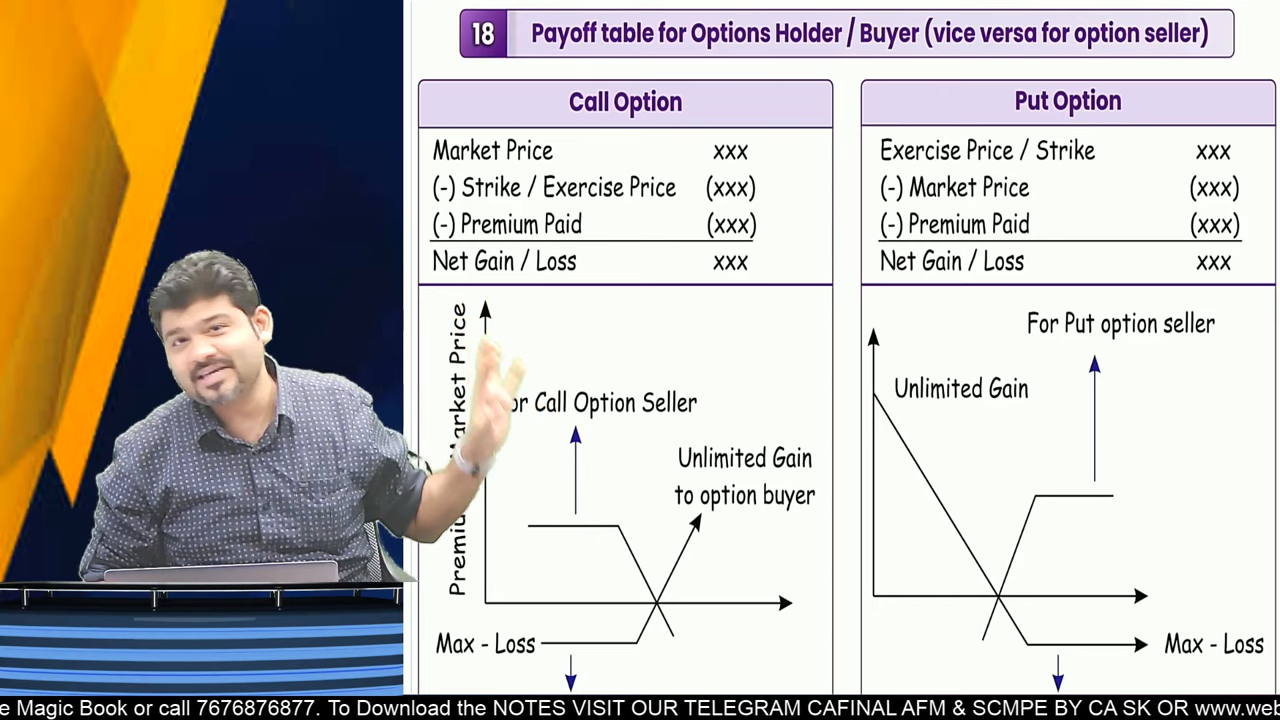 18 Payoff table for Options Holder / Buyer (vice versa for option seller)
Call Option
Market Price xxx
(-) Strike / Exercise Price (xxx)
(-) Premium Paid (xxx)
Net Gain / Loss xxx
Market Price
Call Option Seller
Unlimited Gain
to option buyer
Max - Loss
Put Option
Exercise Price / Strike xxx
(-) Market Price (xxx)
(-) Premium Paid (xxx)
Net Gain / Loss xxx
For Put option seller
Unlimited Gain
Max - Loss
Magic Book or call 7676876877. To Download the NOTES VISIT OUR TELEGRAM CAFINAL AFM & SCMPE BY CA SK OR